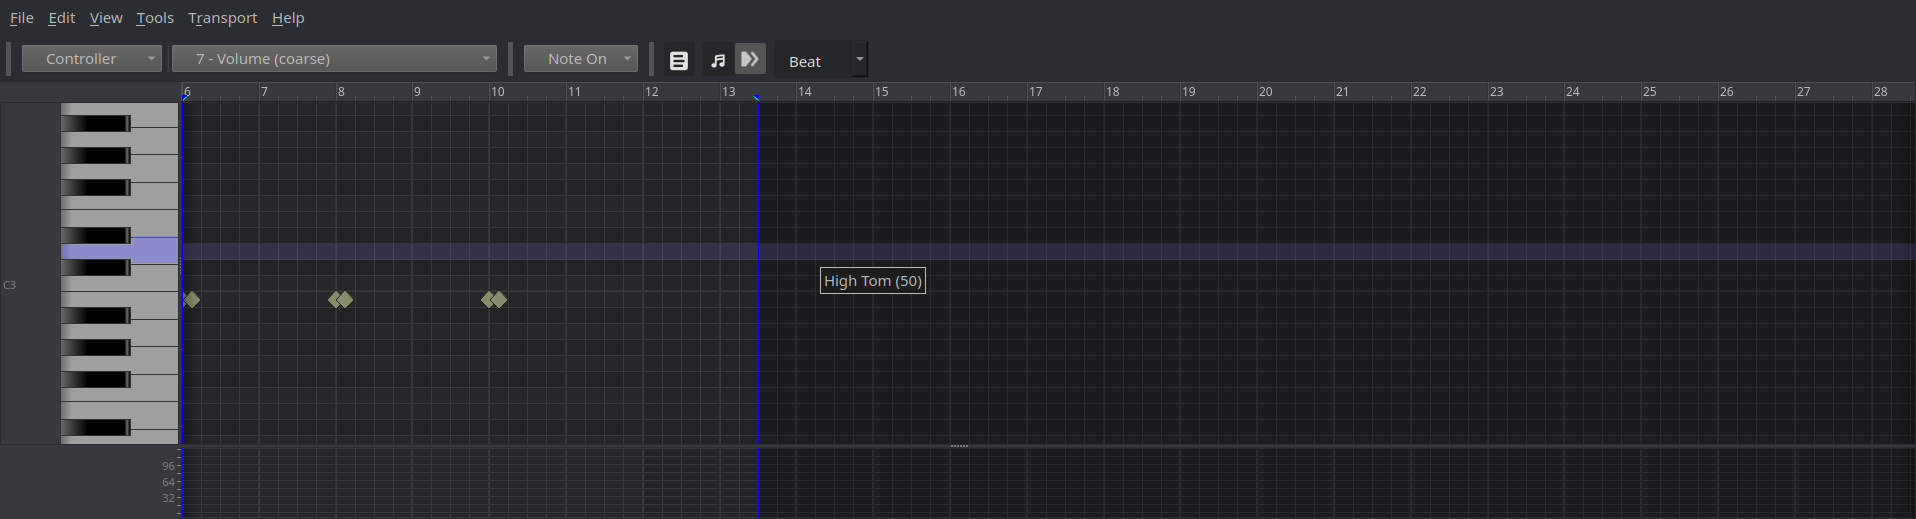 File Edit View Tools Transport Help
Controller 7 - Volume (coarse) Note On Beat
6 7 8 9 10 11 12 13 14 15 16 17 18 19 20 21 22 23 24 25 26 27 28
High Tom (50)
C3
96
64
32